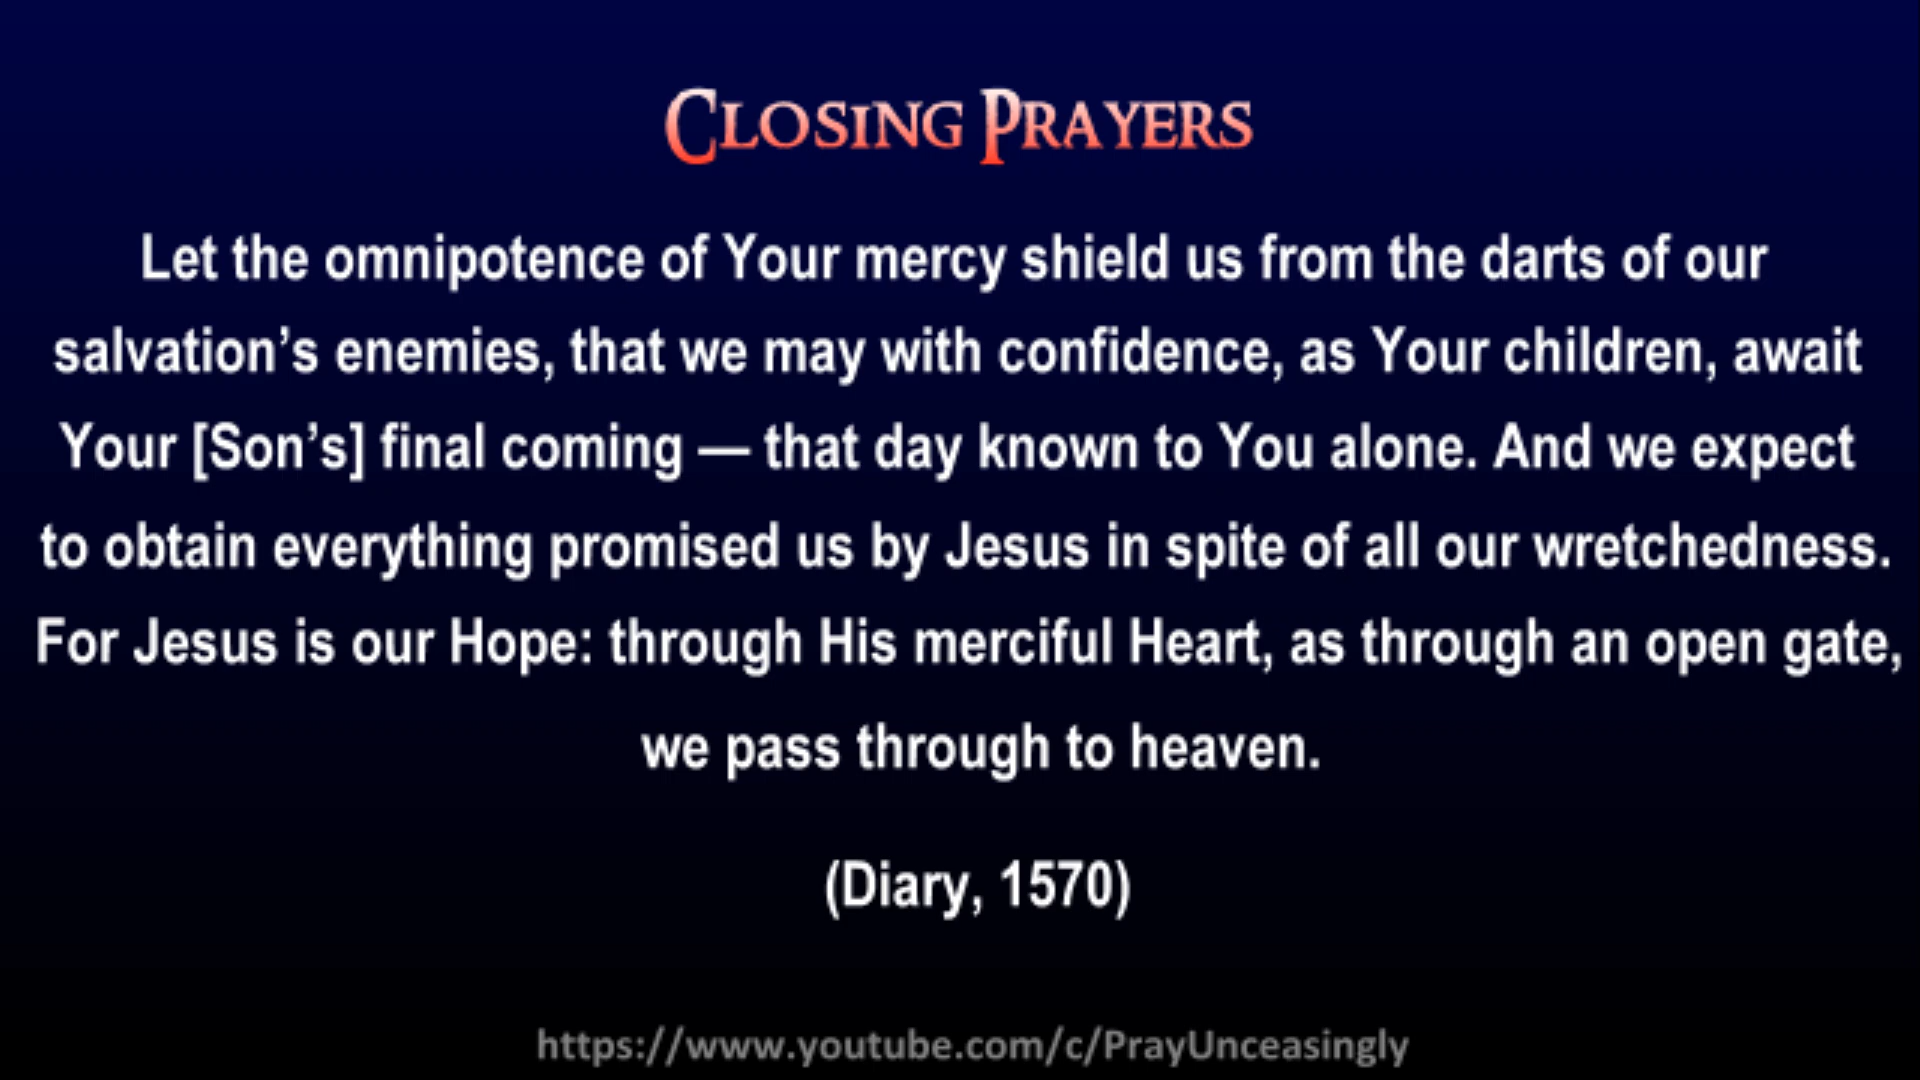 CLOSING PRAYERS
Let the omnipotence of Your mercy shield us from the darts of our
salvation’s enemies, that we may with confidence, as Your children, await
Your [Son’s] final coming — that day known to You alone. And we expect
to obtain everything promised us by Jesus in spite of all our wretchedness.
For Jesus is our Hope: through His merciful Heart, as through an open gate,
we pass through to heaven.
(Diary, 1570)
https://www.youtube.com/c/PrayUnceasingly